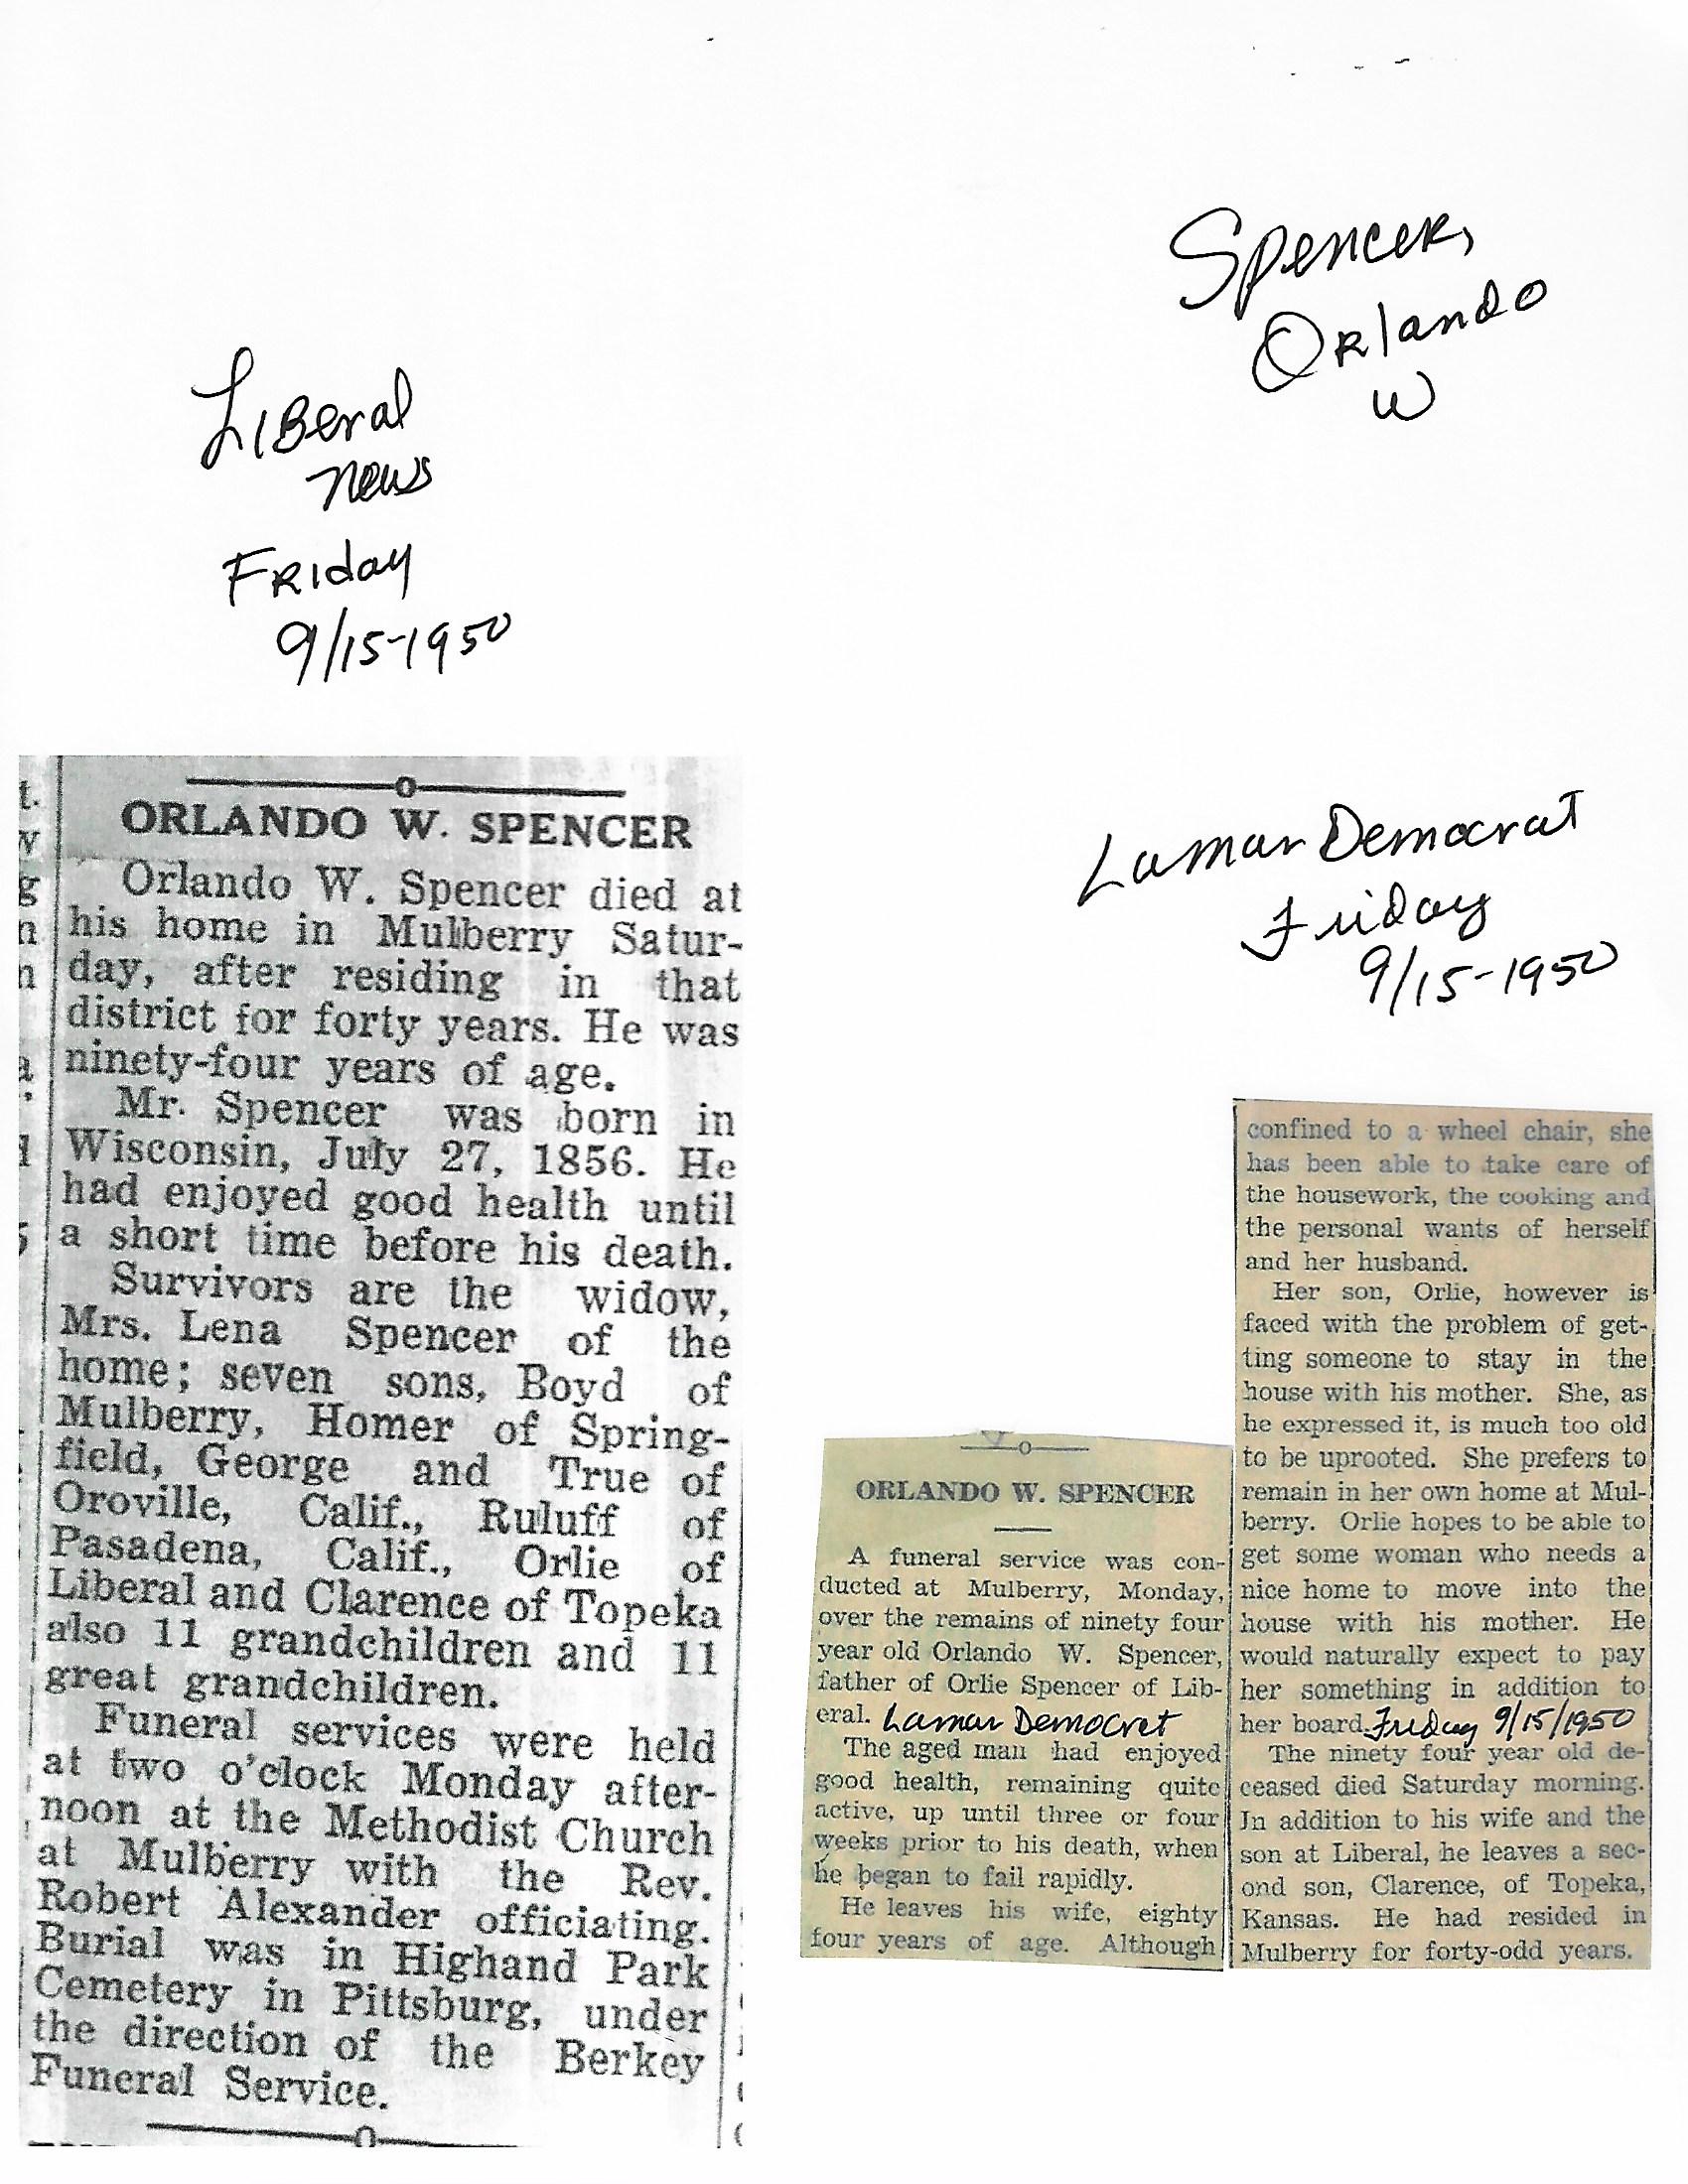 Spencer,
Orlando
W
Liberal
News
Friday
9/15-1950
ORLANDO W. SPENCER
Orlando W. Spencer died at
his home in Mulberry Satur-
day, after residing in that
district for forty years. He was
ninety-four years of age.
Mr. Spencer was born in
Wisconsin, July 27, 1856. He
had enjoyed good health until
a short time before his death.
Survivors are the widow,
Mrs. Lena Spencer of the
home; seven sons, Boyd of
Mulberry, Homer of Spring-
field, George and True of
Oroville, Calif., Ruluff of
Pasadena, Calif., Orlie of
Liberal and Clarence of Topeka
also 11 grandchildren and 11
great grandchildren.
Funeral services were held
at two o'clock Monday after-
noon at the Methodist Church
at Mulberry with the Rev.
Robert Alexander officiating.
Burial was in Highand Park
Cemetery in Pittsburg, under
the direction of the Berkey
Funeral Service.
Lamar Democrat
Friday
9/15-1950
ORLANDO W. SPENCER
A funeral service was con-
ducted at Mulberry, Monday,
over the remains of ninety four
year old Orlando W. Spencer,
father of Orlie Spencer of Lib-
eral. Lamar Democrat
The aged man had enjoyed
good health, remaining quite
active, up until three or four
weeks prior to his death, when
he began to fail rapidly.
He leaves his wife, eighty
four years of age. Although
confined to a wheel chair, she
has been able to take care of
the housework, the cooking and
the personal wants of herself
and her husband.
Her son, Orlie, however is
faced with the problem of get-
ting someone to stay in the
house with his mother. She, as
he expressed it, is much too old
to be uprooted. She prefers to
remain in her own home at Mul-
berry. Orlie hopes to be able to
get some woman who needs a
nice home to move into the
house with his mother. He
would naturally expect to pay
her something in addition to
her board. Friday 9/15/1950
The ninety four year old de-
ceased died Saturday morning.
In addition to his wife and the
son at Liberal, he leaves a sec-
ond son, Clarence, of Topeka,
Kansas. He had resided in
Mulberry for forty-odd years.